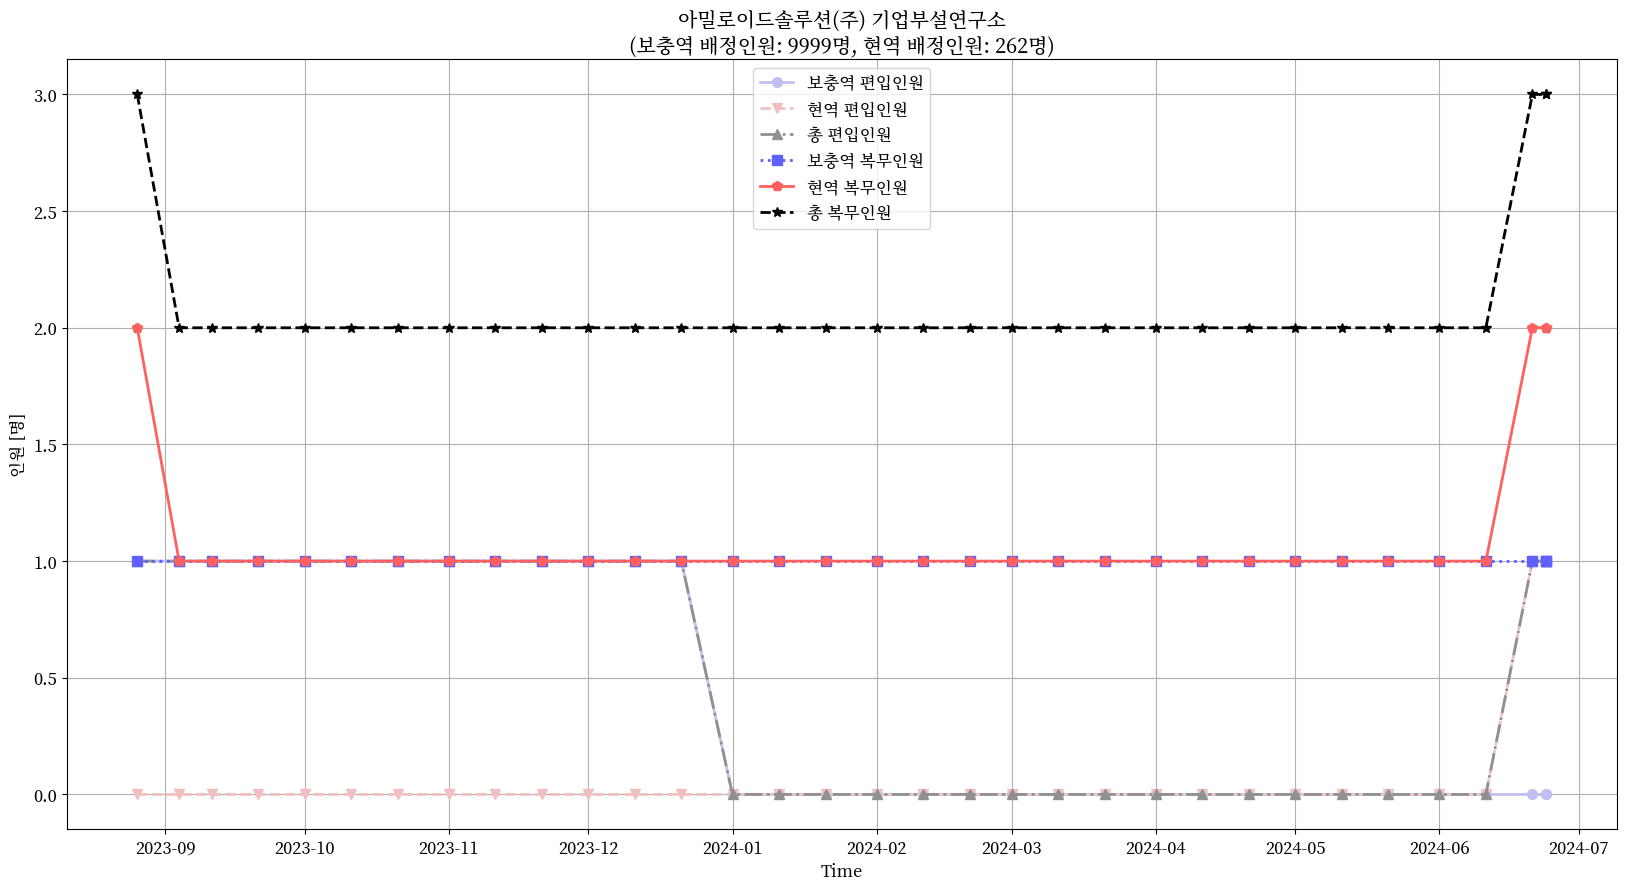 아밀로이드솔루션(주) 기업부설연구소
(보충역 배정인원: 9999명, 현역 배정인원: 262명)
보충역 편입인원
현역 편입인원
총 편입인원
보충역 복무인원
현역 복무인원
총 복무인원
3.0
2.5
2.0
1.5
1.0
0.5
0.0
인원 [명]
2023-09 2023-10 2023-11 2023-12 2024-01 2024-02 2024-03 2024-04 2024-05 2024-06 2024-07
Time